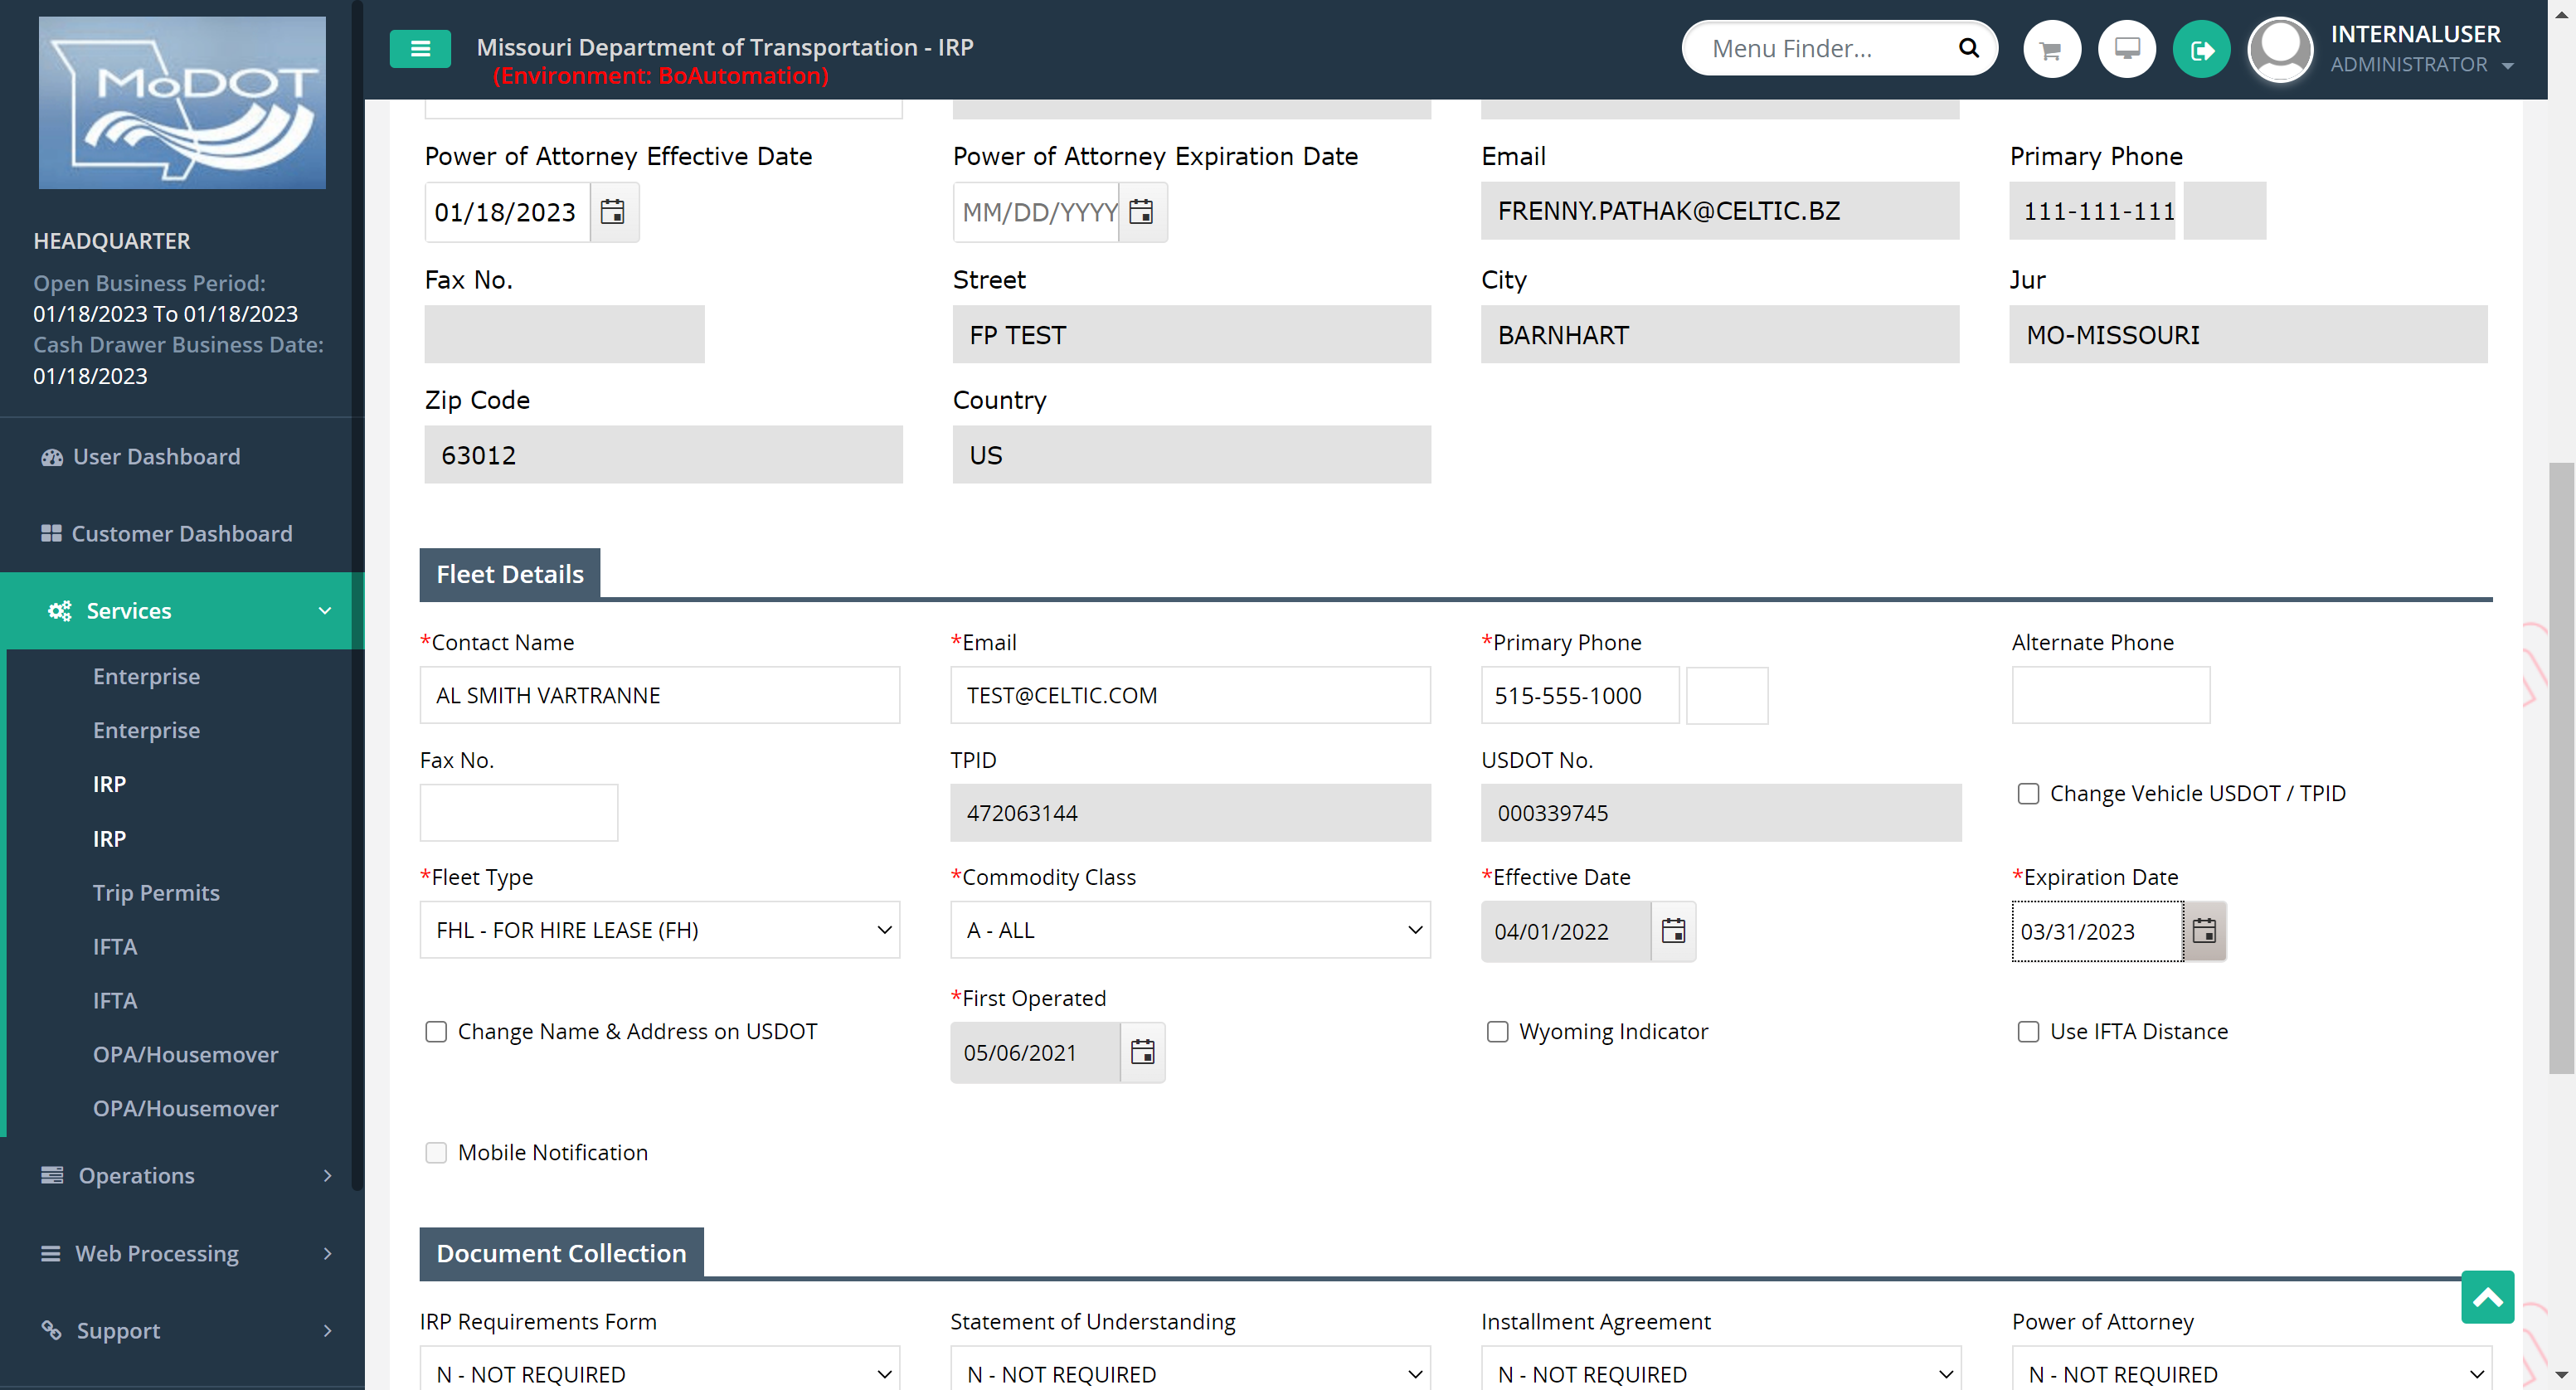 MoDOT
Missouri Department of Transportation - IRP
(Environment: BoAutomation)
Menu Finder...
INTERNALUSER
ADMINISTRATOR
HEADQUARTER
Open Business Period:
01/18/2023 To 01/18/2023
Cash Drawer Business Date:
01/18/2023
User Dashboard
Customer Dashboard
Services
Enterprise
Enterprise
IRP
IRP
Trip Permits
IFTA
IFTA
OPA/Housemover
OPA/Housemover
Operations
Web Processing
Support
Power of Attorney Effective Date
Power of Attorney Expiration Date
Email
Primary Phone
01/18/2023
MM/DD/YYYY
FRENNY.PATHAK@CELTIC.BZ
111-111-111
Fax No.
Street
City
Jur
FP TEST
BARNHART
MO-MISSOURI
Zip Code
Country
63012
US
Fleet Details
*Contact Name
*Email
*Primary Phone
Alternate Phone
AL SMITH VARTRANNE
TEST@CELTIC.COM
515-555-1000
Fax No.
TPID
USDOT No.
472063144
000339745
Change Vehicle USDOT / TPID
*Fleet Type
*Commodity Class
*Effective Date
*Expiration Date
FHL - FOR HIRE LEASE (FH)
A - ALL
04/01/2022
03/31/2023
Change Name & Address on USDOT
*First Operated
05/06/2021
Wyoming Indicator
Use IFTA Distance
Mobile Notification
Document Collection
IRP Requirements Form
Statement of Understanding
Installment Agreement
Power of Attorney
N - NOT REQUIRED
N - NOT REQUIRED
N - NOT REQUIRED
N - NOT REQUIRED